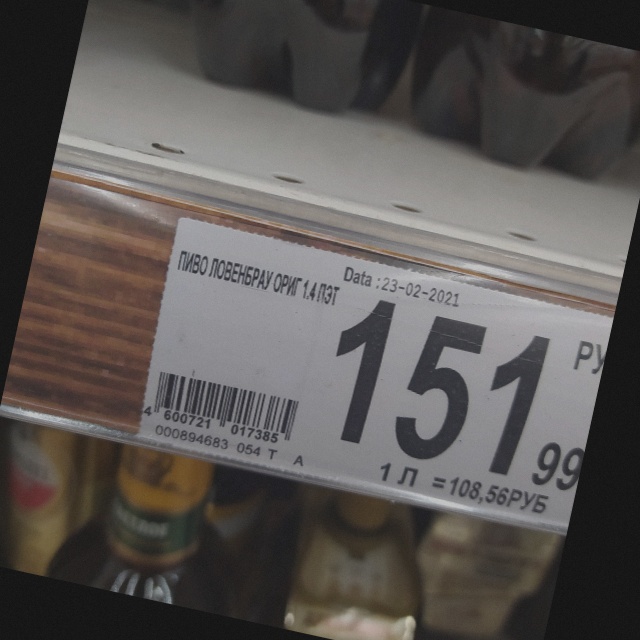 ПИВО ЛОВЕНБРАУ ОРИГ 1,4 ПЭТ
Data :23-02-2021
151 99
РУ
4 600721 017385
000894683 054 Т А
1 Л =108,56РУБ